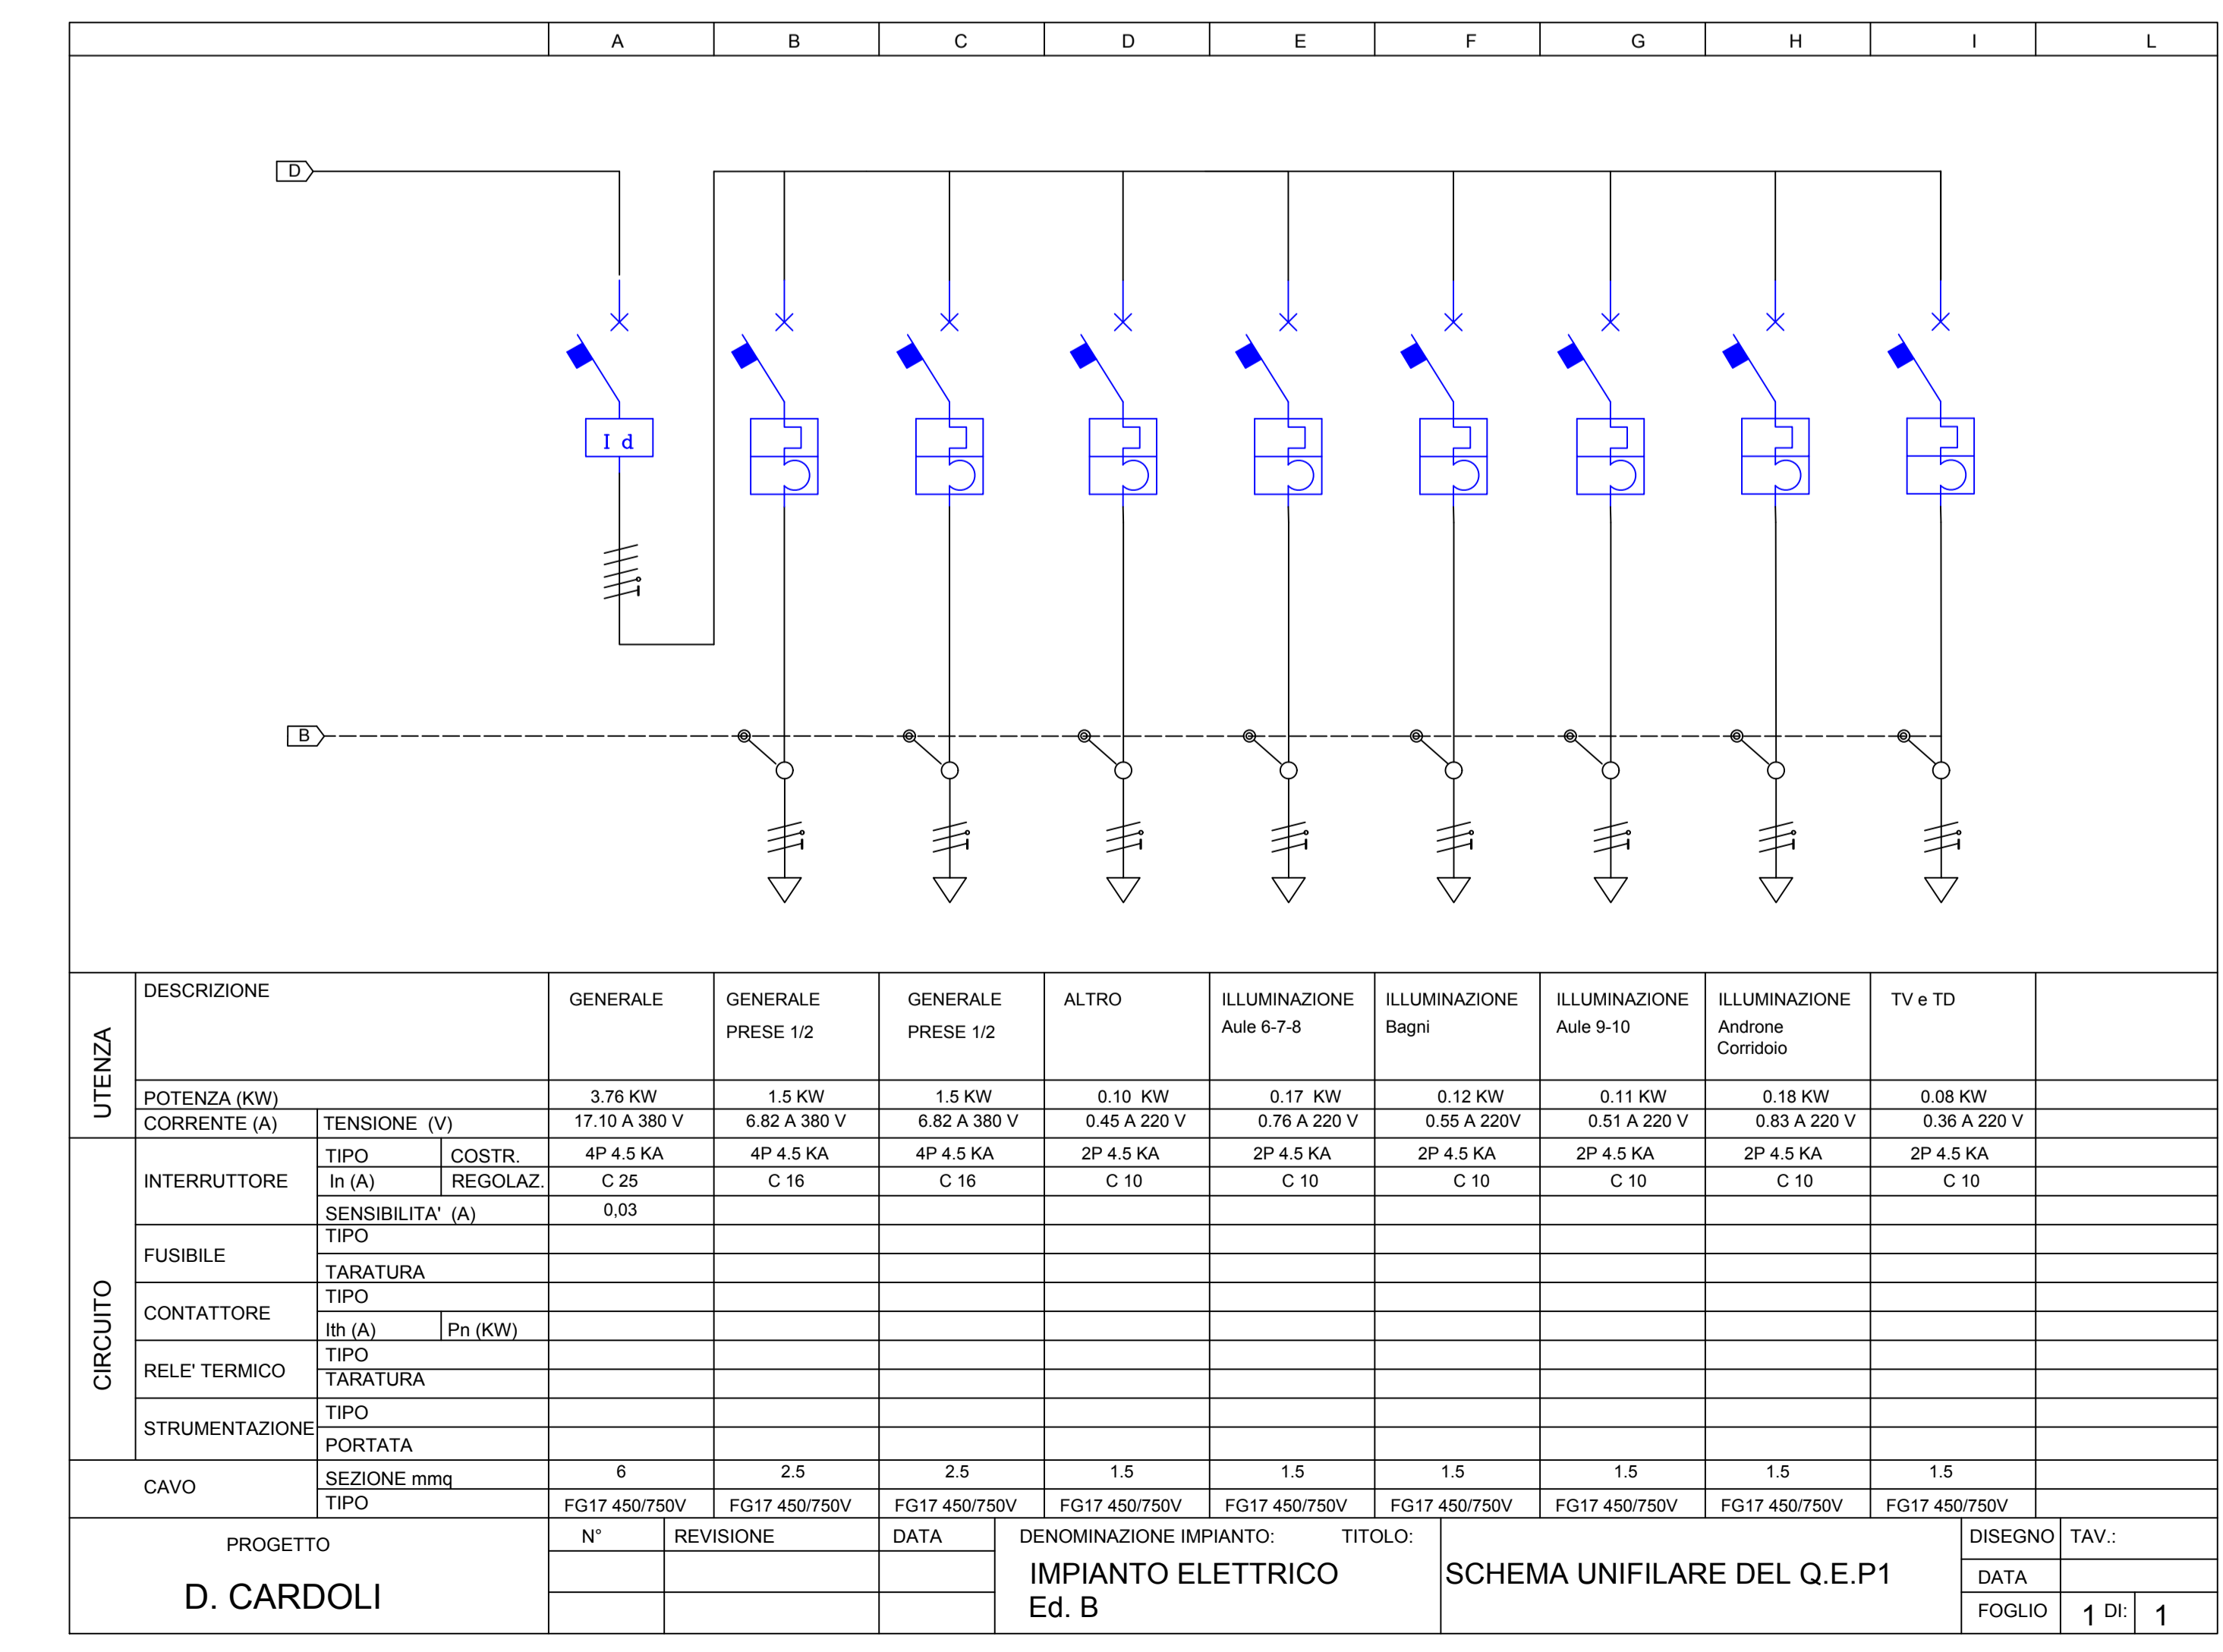 A B C D E F G H I L
D
I d
B
UTENZA
DESCRIZIONE
GENERALE
GENERALE
PRESE 1/2
GENERALE
PRESE 1/2
ALTRO
ILLUMINAZIONE
Aule 6-7-8
ILLUMINAZIONE
Bagni
ILLUMINAZIONE
Aule 9-10
ILLUMINAZIONE
Androne
Corridoio
TV e TD
POTENZA (KW) 3.76 KW 1.5 KW 1.5 KW 0.10 KW 0.17 KW 0.12 KW 0.11 KW 0.18 KW 0.08 KW
CORRENTE (A) TENSIONE (V) 17.10 A 380 V 6.82 A 380 V 6.82 A 380 V 0.45 A 220 V 0.76 A 220 V 0.55 A 220V 0.51 A 220 V 0.83 A 220 V 0.36 A 220 V
CIRCUITO
INTERRUTTORE
TIPO COSTR. 4P 4.5 KA 4P 4.5 KA 4P 4.5 KA 2P 4.5 KA 2P 4.5 KA 2P 4.5 KA 2P 4.5 KA 2P 4.5 KA 2P 4.5 KA
In (A) REGOLAZ. C 25 C 16 C 16 C 10 C 10 C 10 C 10 C 10 C 10
SENSIBILITA' (A) 0,03
FUSIBILE
TIPO
TARATURA
CONTATTORE
TIPO
Ith (A) Pn (KW)
RELE' TERMICO
TIPO
TARATURA
STRUMENTAZIONE
TIPO
PORTATA
CAVO
SEZIONE mmq 6 2.5 2.5 1.5 1.5 1.5 1.5 1.5 1.5
TIPO FG17 450/750V FG17 450/750V FG17 450/750V FG17 450/750V FG17 450/750V FG17 450/750V FG17 450/750V FG17 450/750V FG17 450/750V
PROGETTO
D. CARDOLI
N° REVISIONE DATA
DENOMINAZIONE IMPIANTO: TITOLO:
IMPIANTO ELETTRICO
Ed. B
SCHEMA UNIFILARE DEL Q.E.P1
DISEGNO TAV.:
DATA
FOGLIO 1 DI: 1